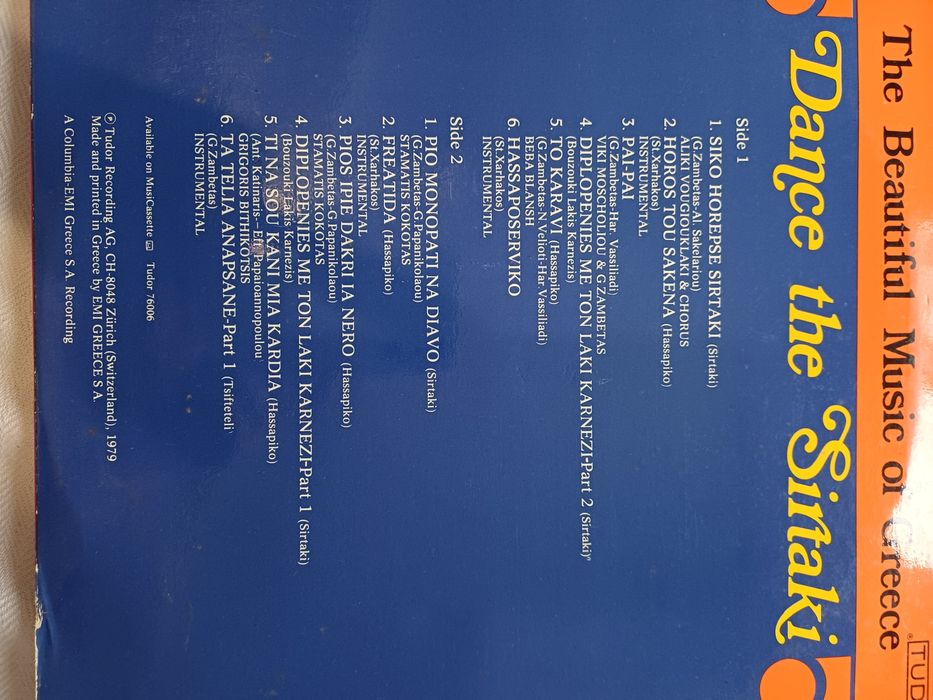 The Beautiful Music of Greece
TUD
Dance the Sirtaki
Side 1
1. SIKO HOREPSE SIRTAKI (Sirtaki)
(G.Zambetas-Al. Sakelariou)
ALIKI VOUGIOUKLAKI & CHORUS
2. HOROS TOU SAKENA (Hassapiko)
(St.Xarhakos)
INSTRUMENTAL
3. PAI-PAI
(G.Zambetas-Har. Vassiliadi)
VIKI MOSCHOLIOU & G.ZAMBETAS
4. DIPLOPENIES ME TON LAKI KARNEZI-Part 2 (Sirtaki)
(Bouzouki Lakis Karnezis)
5. TO KARAVI (Hassapiko)
(G.Zambetas-N.Velioti-Har.Vassiliadi)
BEBA BLANSH
6. HASSAPOSERVIKO
(St.Xarhakos)
INSTRUMENTAL
Side 2
1. PIO MONOPATI NA DIAVO (Sirtaki)
(G.Zambetas-G.Papanikolaou)
STAMATIS KOKOTAS
2. FREATIDA (Hassapiko)
(St.Xarhakos)
INSTRUMENTAL
3. PIOS IPIE DAKRI IA NERO (Hassapiko)
(G.Zambetas-G.Papanikolaou)
STAMATIS KOKOTAS
4. DIPLOPENIES ME TON LAKI KARNEZI-Part 1 (Sirtaki)
(Bouzouki Lakis Karnezis)
5. TI NA SOU KANI MIA KARDIA (Hassapiko)
(Ant. Katinaris-Effi Papaioannopoulou
GRIGORIS BITHIKOTSIS
6. TA TELIA ANAPSANE-Part 1 (Tsifteteli
(G.Zambetas)
INSTRUMENTAL
Available on MusiCassette Tudor 76006
℗ Tudor Recording AG, CH-8048 Zürich (Switzerland), 1979
Made and printed in Greece by EMI GREECE S A
A Columbia-EMI Greece S.A. Recording